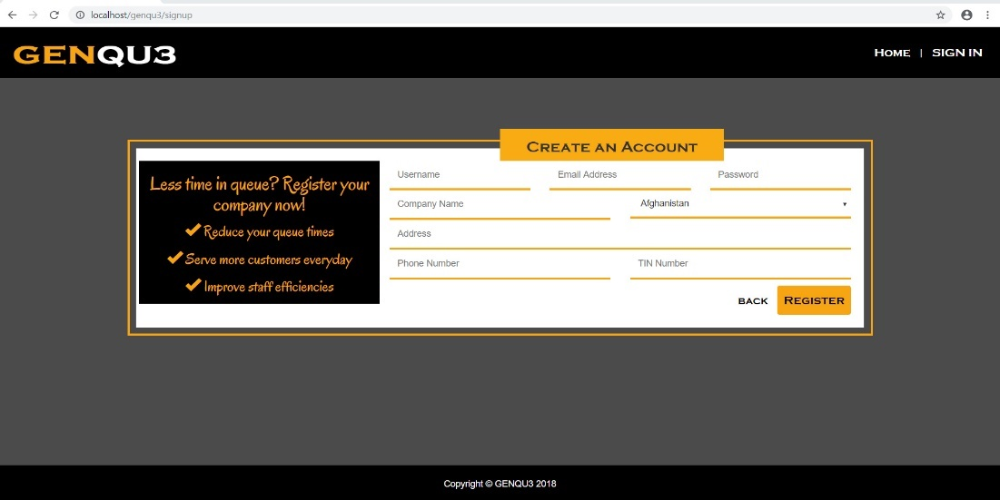 localhost/genqu3/signup
GENQU3
Home | SIGN IN
Create an Account
Less time in queue? Register your
company now!
✔ Reduce your queue times
✔ Serve more customers everyday
✔ Improve staff efficiencies
Username Email Address Password
Company Name Afghanistan
Address
Phone Number TIN Number
BACK Register
Copyright © GENQU3 2018